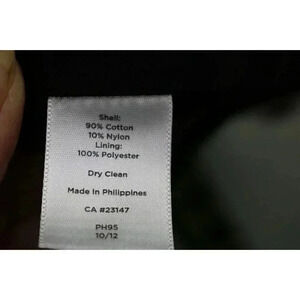 Shell:
90% Cotton
10% Nylon
Lining:
100% Polyester
Dry Clean
Made In Philippines
CA #23147
PH95
10/12